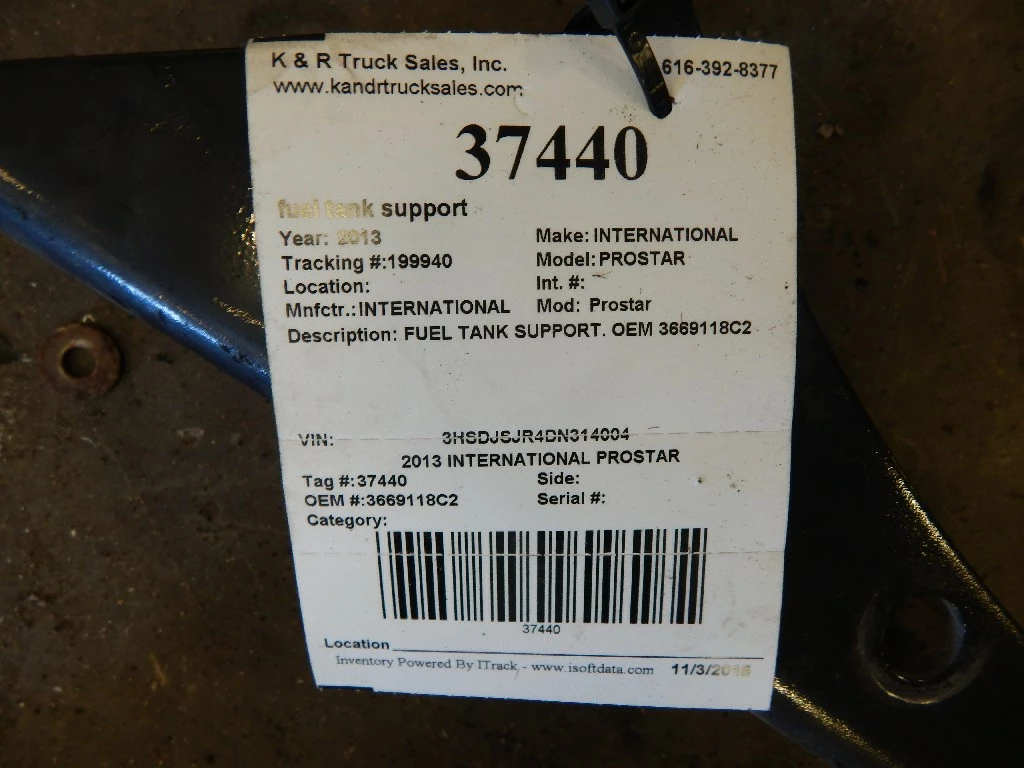 K & R Truck Sales, Inc. 616-392-8377
www.kandrtrucksales.com
37440
fuel tank support
Year: 2013 Make: INTERNATIONAL
Tracking #:199940 Model: PROSTAR
Location: Int. #:
Mnfctr.: INTERNATIONAL Mod: Prostar
Description: FUEL TANK SUPPORT. OEM 3669118C2
VIN: 3HSDJSJR4DN314004
2013 INTERNATIONAL PROSTAR
Tag #:37440 Side:
OEM #:3669118C2 Serial #:
Category:
37440
Location
Inventory Powered By ITrack - www.isoftdata.com